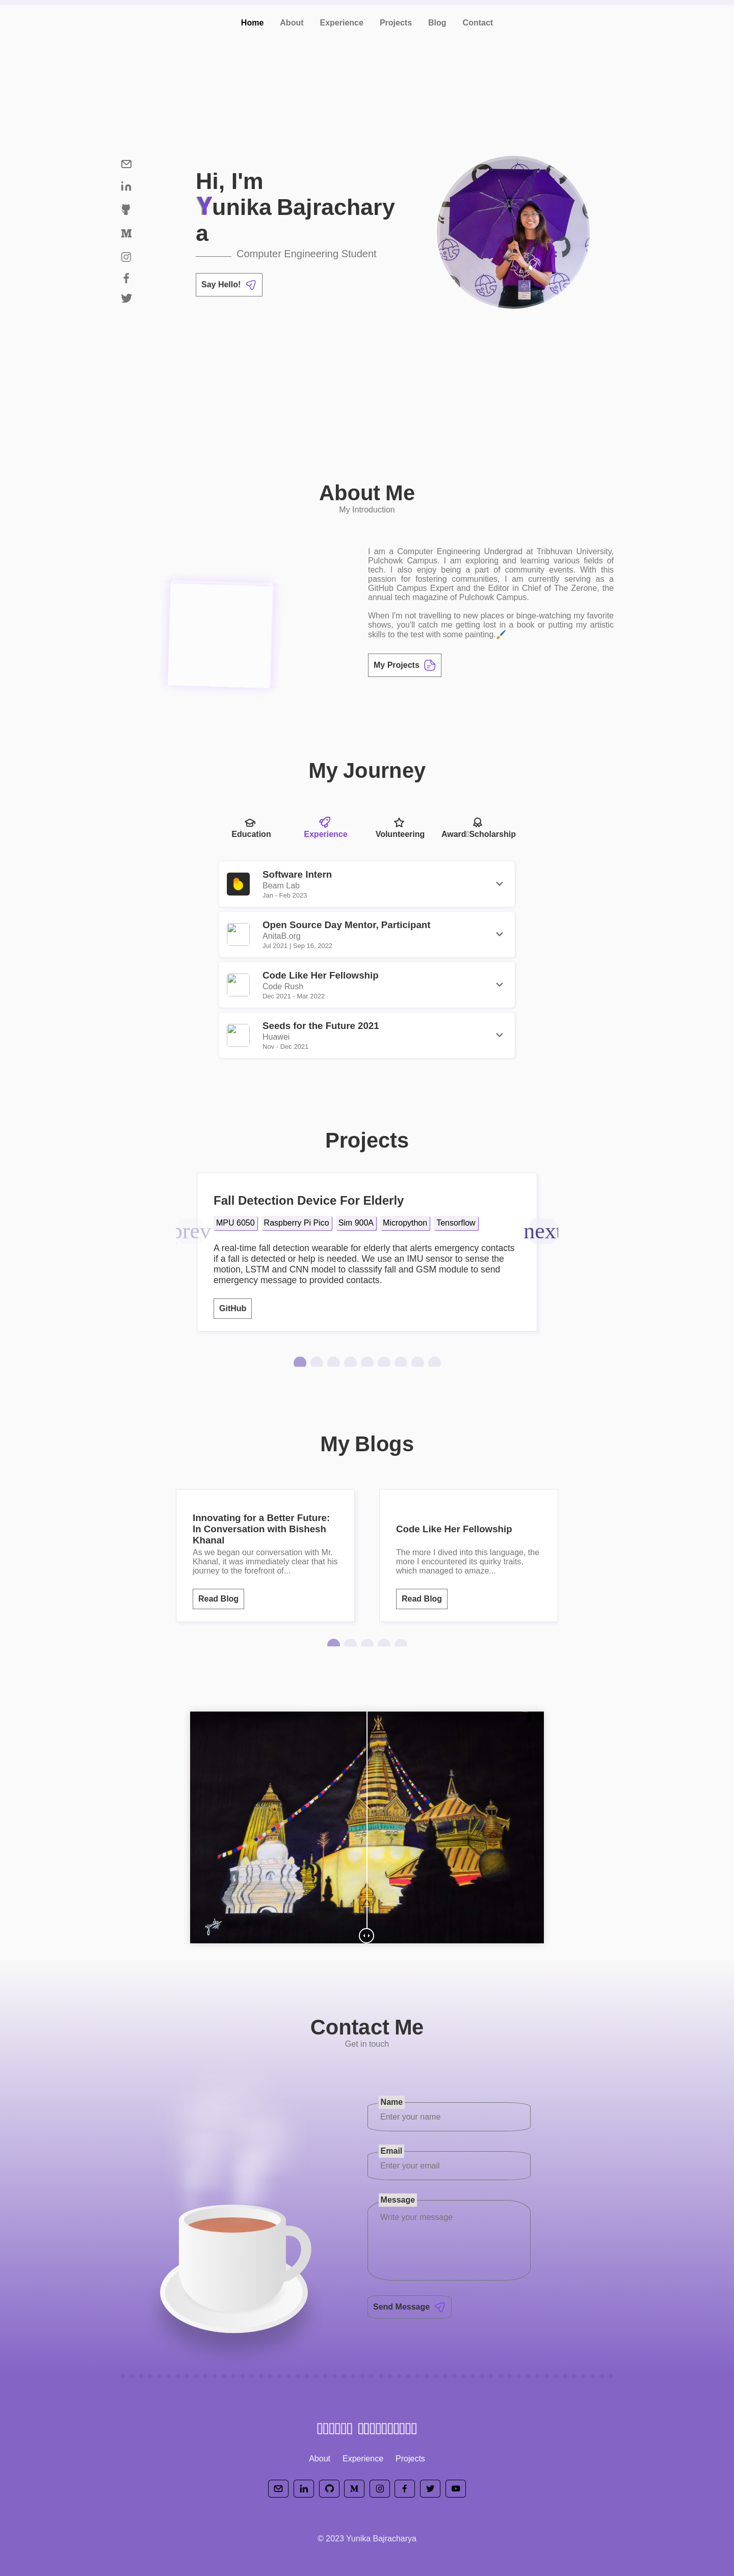 Home About Experience Projects Blog Contact
Hi, I'm
Yunika Bajrachary
a
Computer Engineering Student
Say Hello!
About Me
My Introduction
I am a Computer Engineering Undergrad at Tribhuvan University,
Pulchowk Campus. I am exploring and learning various fields of
tech. I also enjoy being a part of community events. With this
passion for fostering communities, I am currently serving as a
GitHub Campus Expert and the Editor in Chief of The Zerone, the
annual tech magazine of Pulchowk Campus.
When I'm not travelling to new places or binge-watching my favorite
shows, you'll catch me getting lost in a book or putting my artistic
skills to the test with some painting.🖌️
My Projects
My Journey
Education Experience Volunteering Award Scholarship
Software Intern
Beam Lab
Jan - Feb 2023
Open Source Day Mentor, Participant
AnitaB.org
Jul 2021 | Sep 16, 2022
Code Like Her Fellowship
Code Rush
Dec 2021 - Mar 2022
Seeds for the Future 2021
Huawei
Nov - Dec 2021
Projects
Fall Detection Device For Elderly
MPU 6050 Raspberry Pi Pico Sim 900A Micropython Tensorflow
prev
next
A real-time fall detection wearable for elderly that alerts emergency contacts
if a fall is detected or help is needed. We use an IMU sensor to sense the
motion, LSTM and CNN model to classsify fall and GSM module to send
emergency message to provided contacts.
GitHub
My Blogs
Innovating for a Better Future:
In Conversation with Bishesh
Khanal
As we began our conversation with Mr.
Khanal, it was immediately clear that his
journey to the forefront of...
Read Blog
Code Like Her Fellowship
The more I dived into this language, the
more I encountered its quirky traits,
which managed to amaze...
Read Blog
Contact Me
Get in touch
Name
Enter your name
Email
Enter your email
Message
Write your message
Send Message
About Experience Projects
© 2023 Yunika Bajracharya